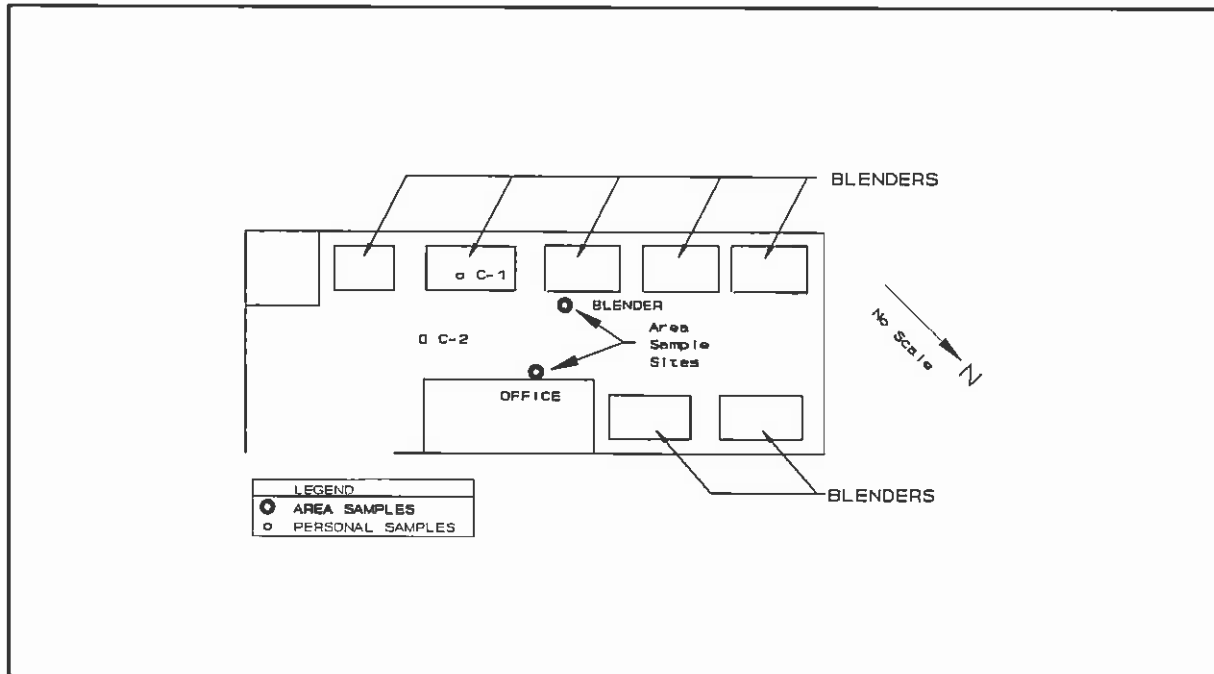 BLENDERS
C-1
BLENDER
Area
Sample
Sites
C-2
No Scale
N
OFFICE
BLENDERS
LEGEND
AREA SAMPLES
PERSONAL SAMPLES